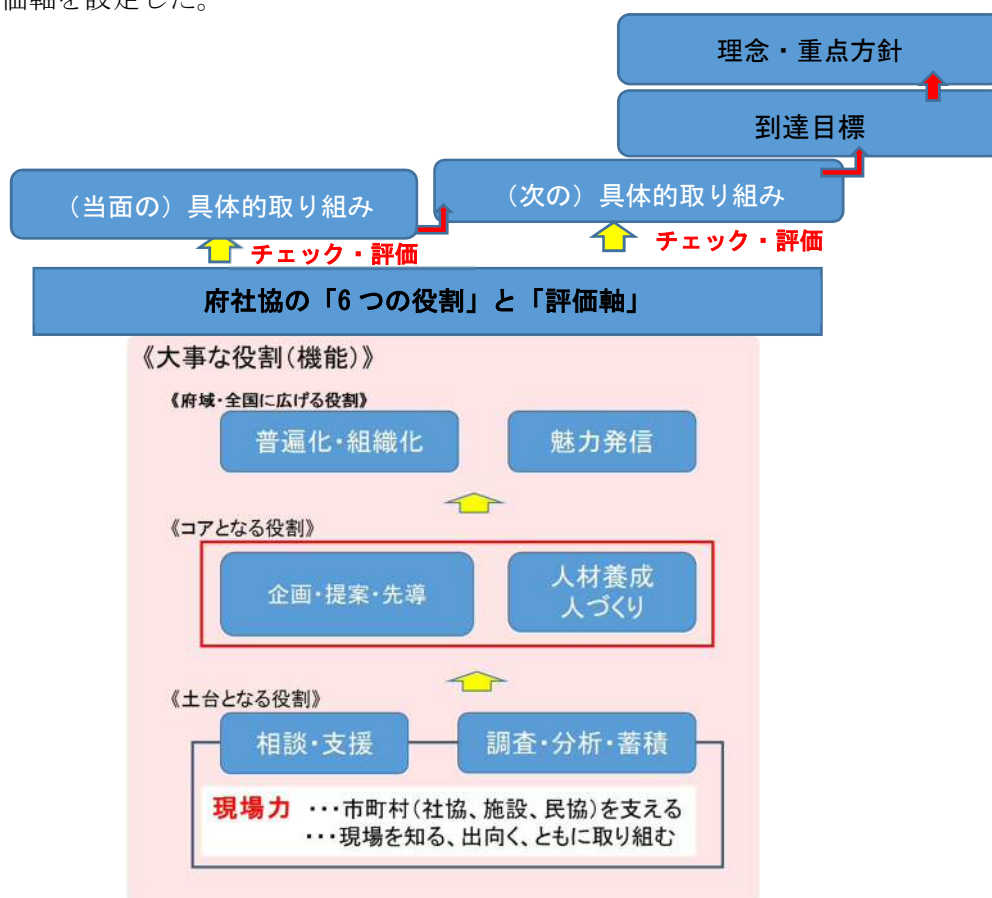 価軸を設定した。
理念・重点方針
到達目標
（当面の）具体的取り組み
（次の）具体的取り組み
チェック・評価
チェック・評価
府社協の「6つの役割」と「評価軸」
《大事な役割(機能)》
《府域・全国に広げる役割》
普遍化・組織化
魅力発信
《コアとなる役割》
企画・提案・先導
人材養成
人づくり
《土台となる役割》
相談・支援
調査・分析・蓄積
現場力 ・・・市町村(社協、施設、民協)を支える
・・・現場を知る、出向く、ともに取り組む